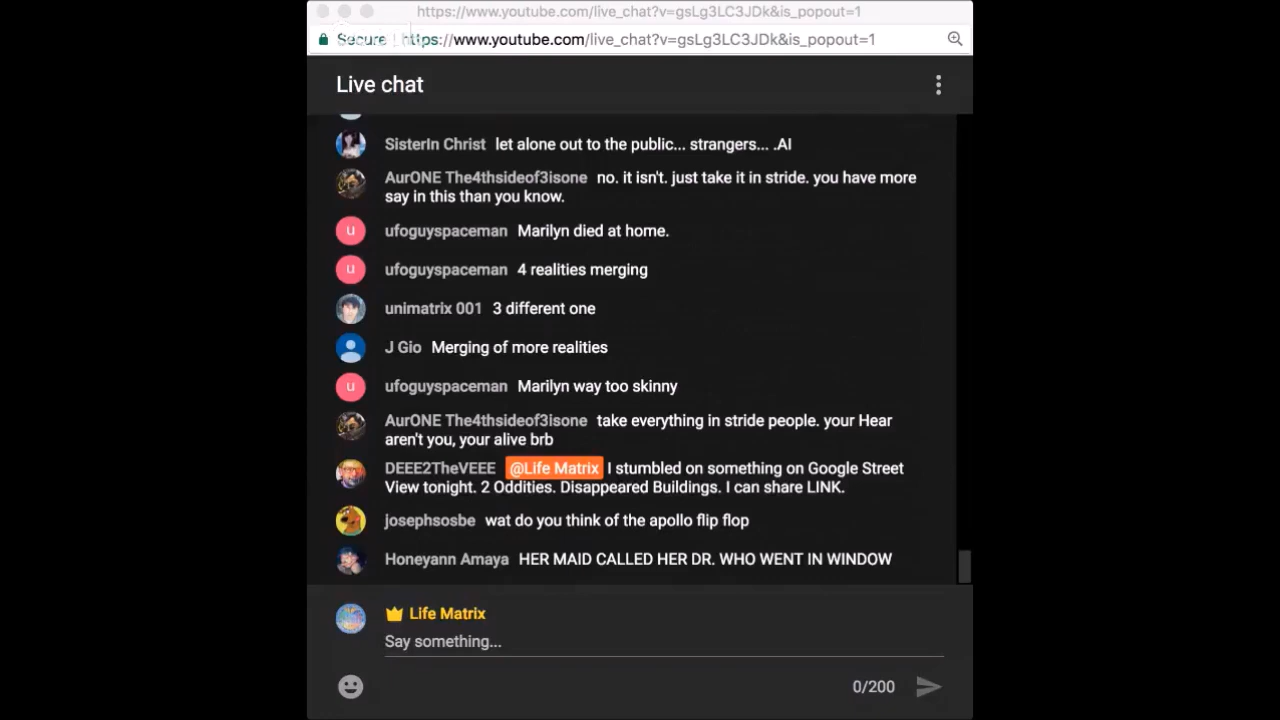 https://www.youtube.com/live_chat?v=gsLg3LC3JDk&is_popout=1
Secure https://www.youtube.com/live_chat?v=gsLg3LC3JDk&is_popout=1
Live chat
SisterIn Christ let alone out to the public... strangers... .AI
AurONE The4thsideof3isone no. it isn't. just take it in stride. you have more
say in this than you know.
u ufoguyspaceman Marilyn died at home.
u ufoguyspaceman 4 realities merging
unimatrix 001 3 different one
J Gio Merging of more realities
u ufoguyspaceman Marilyn way too skinny
AurONE The4thsideof3isone take everything in stride people. your Hear
aren't you, your alive brb
DEEE2TheVEEE @Life Matrix I stumbled on something on Google Street
View tonight. 2 Oddities. Disappeared Buildings. I can share LINK.
josephsosbe wat do you think of the apollo flip flop
Honeyann Amaya HER MAID CALLED HER DR. WHO WENT IN WINDOW
Life Matrix
Say something...
0/200